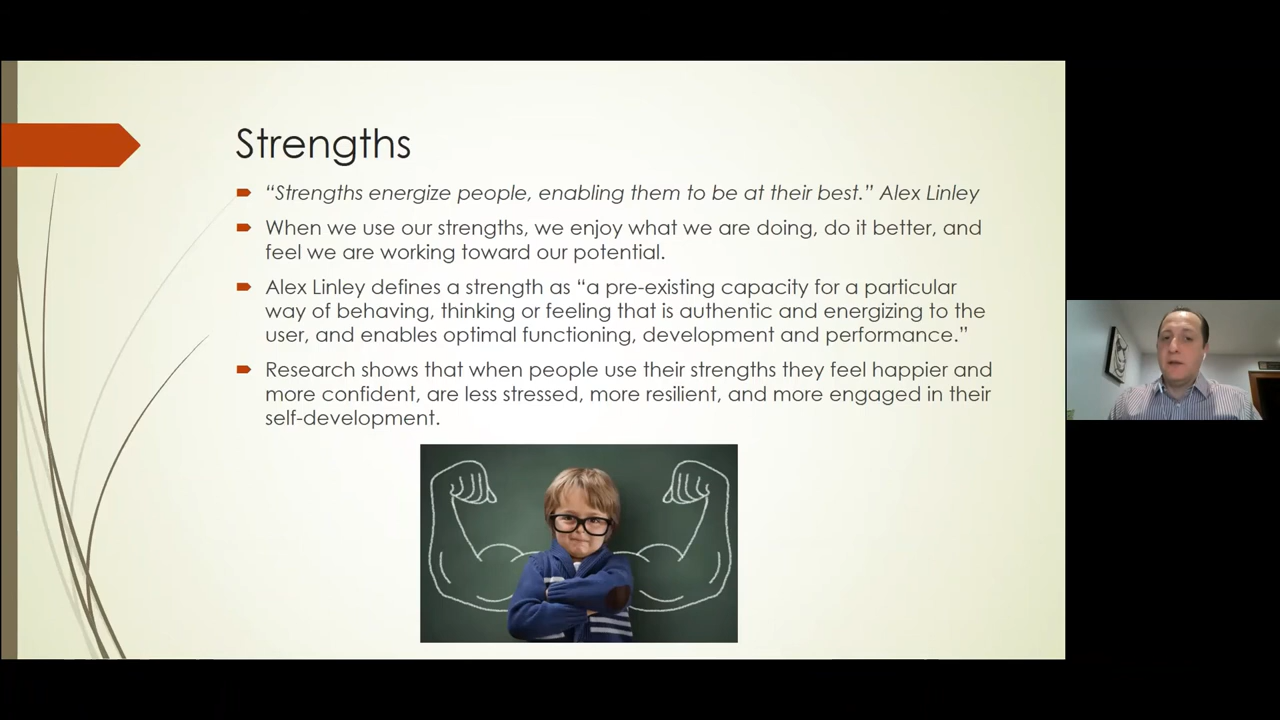 Strengths
“Strengths energize people, enabling them to be at their best.” Alex Linley
When we use our strengths, we enjoy what we are doing, do it better, and
feel we are working toward our potential.
Alex Linley defines a strength as “a pre-existing capacity for a particular
way of behaving, thinking or feeling that is authentic and energizing to the
user, and enables optimal functioning, development and performance.”
Research shows that when people use their strengths they feel happier and
more confident, are less stressed, more resilient, and more engaged in their
self-development.